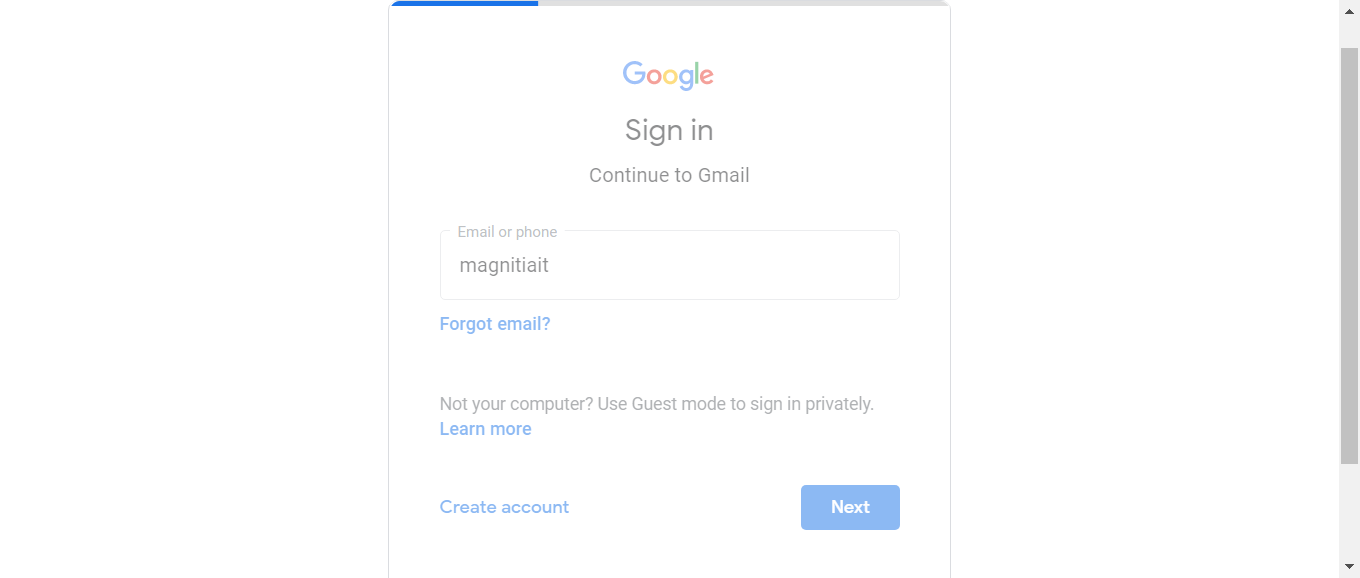 Google
Sign in
Continue to Gmail
Email or phone
magnitiait
Forgot email?
Not your computer? Use Guest mode to sign in privately.
Learn more
Create account
Next